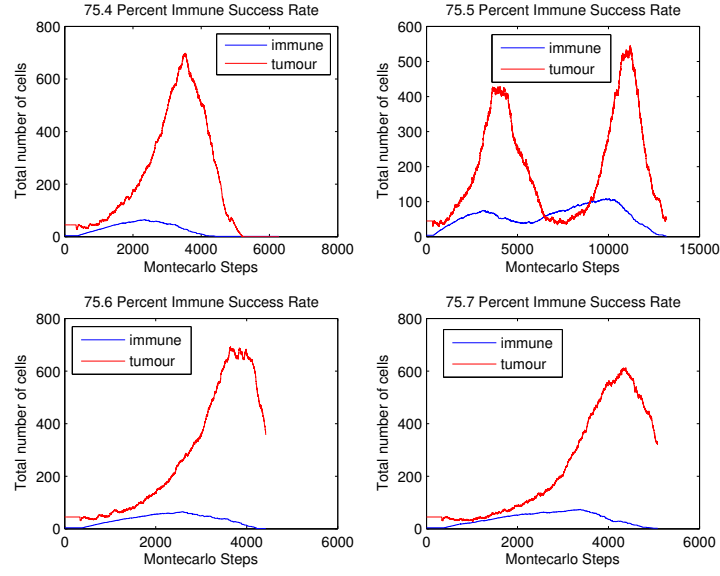 75.4 Percent Immune Success Rate
800
600
400
200
0
0 2000 4000 6000 8000
Total number of cells
Montecarlo Steps
immune
tumour
75.5 Percent Immune Success Rate
600
500
400
300
200
100
0
0 5000 10000 15000
Total number of cells
Montecarlo Steps
immune
tumour
75.6 Percent Immune Success Rate
800
600
400
200
0
0 2000 4000 6000
Total number of cells
Montecarlo Steps
immune
tumour
75.7 Percent Immune Success Rate
800
600
400
200
0
0 2000 4000 6000
Total number of cells
Montecarlo Steps
immune
tumour